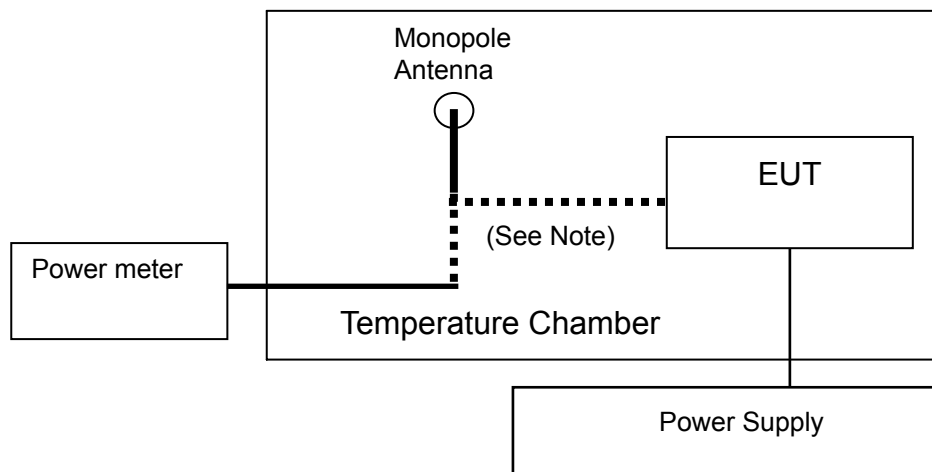 Monopole
Antenna
EUT
(See Note)
Power meter
Temperature Chamber
Power Supply